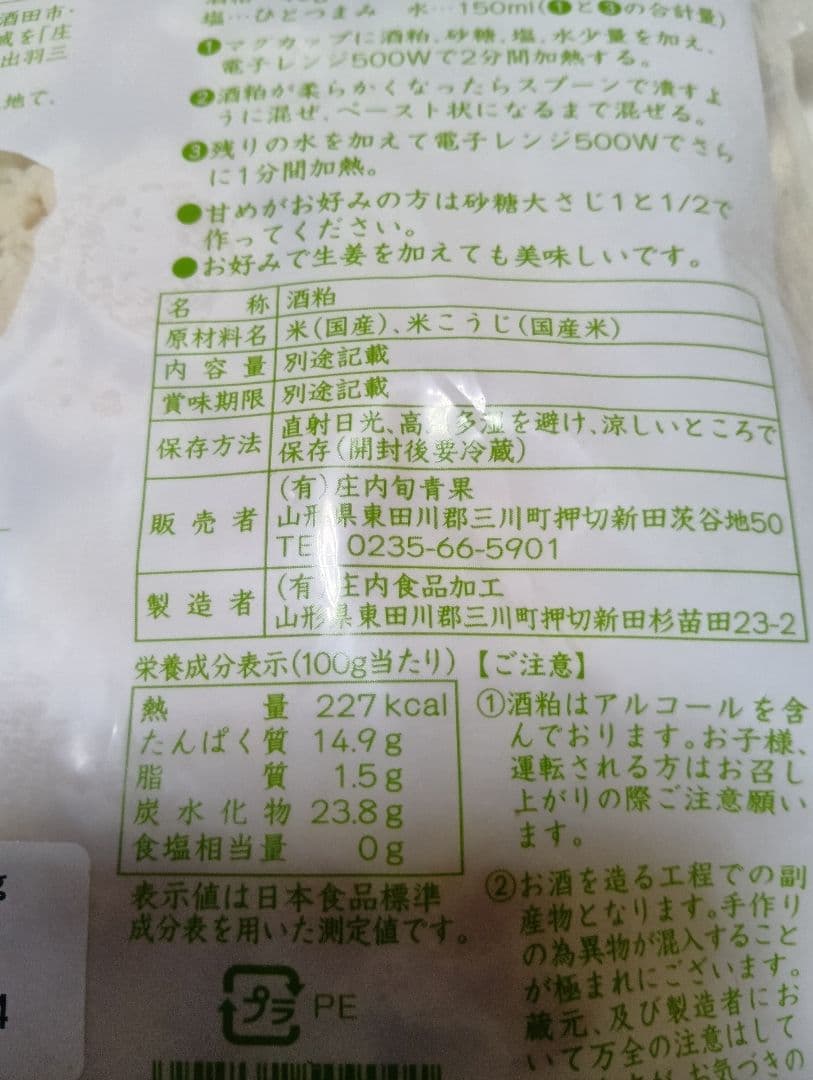 酒田市・
域を「庄
出羽三
地で、
塩…ひとつまみ 水…150ml(❶と❸の合計量)
❶マグカップに酒粕、砂糖、塩、水少量を加え、
電子レンジ500Wで2分間加熱する。
❷酒粕が柔らかくなったらスプーンで潰すよ
うに混ぜ、ペースト状になるまで混ぜる。
❸残りの水を加えて電子レンジ500Wでさら
に1分間加熱。
●甘めがお好みの方は砂糖大さじ1と1/2で
作ってください。
●お好みで生姜を加えても美味しいです。
名称 酒粕
原材料名 米(国産)、米こうじ(国産米)
内容量 別途記載
賞味期限 別途記載
保存方法 直射日光、高温多湿を避け、涼しいところで
保存(開封後要冷蔵)
販売者 (有)庄内旬青果
山形県東田川郡三川町押切新田茨谷地50
TEL 0235-66-5901
製造者 (有)庄内食品加工
山形県東田川郡三川町押切新田杉苗田23-2
栄養成分表示(100g当たり)
熱量 227kcal
たんぱく質 14.9g
脂質 1.5g
炭水化物 23.8g
食塩相当量 0g
表示値は日本食品標準
成分表を用いた測定値です。
プラ PE
【ご注意】
①酒粕はアルコールを含
んでおります。お子様、
運転される方はお召し
上がりの際ご注意願い
ます。
②お酒を造る工程での副
産物となります。手作り
の為異物が混入すること
が極まれにございます。
蔵元、及び製造者にお
いて万全の注意はして
お気づきの
g
4